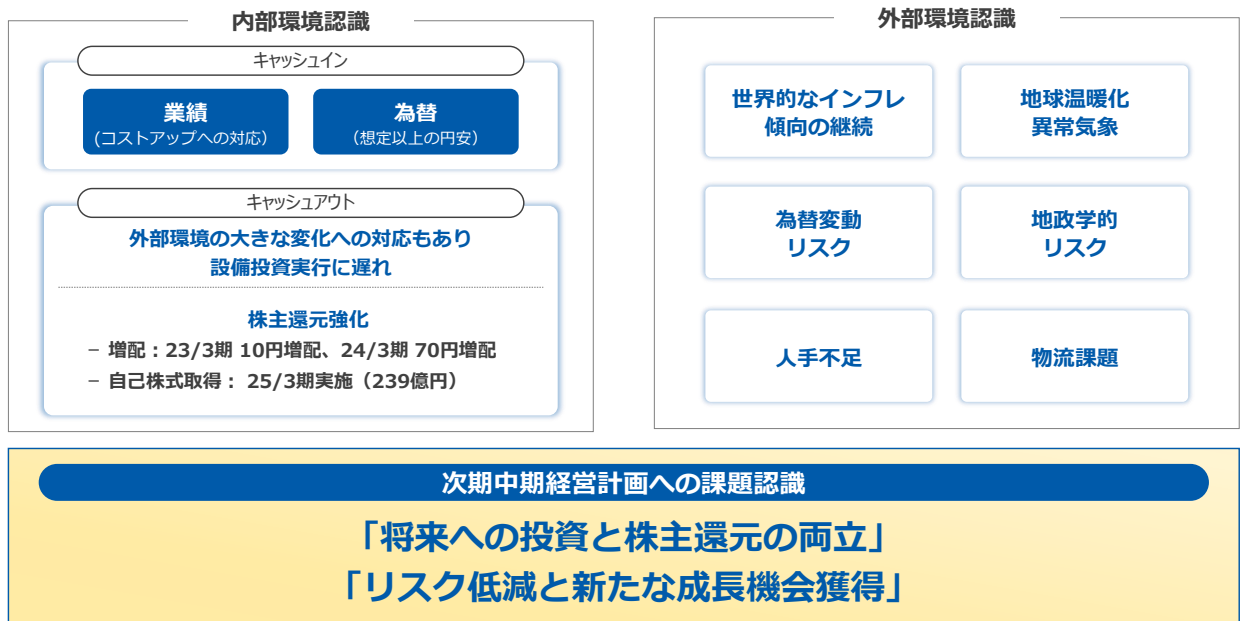 内部環境認識
キャッシュイン
業績
(コストアップへの対応)
為替
（想定以上の円安）
キャッシュアウト
外部環境の大きな変化への対応もあり
設備投資実行に遅れ
株主還元強化
− 増配：23/3期 10円増配、24/3期 70円増配
− 自己株式取得： 25/3期実施（239億円）
外部環境認識
世界的なインフレ
傾向の継続
地球温暖化
異常気象
為替変動
リスク
地政学的
リスク
人手不足
物流課題
次期中期経営計画への課題認識
「将来への投資と株主還元の両立」
「リスク低減と新たな成長機会獲得」